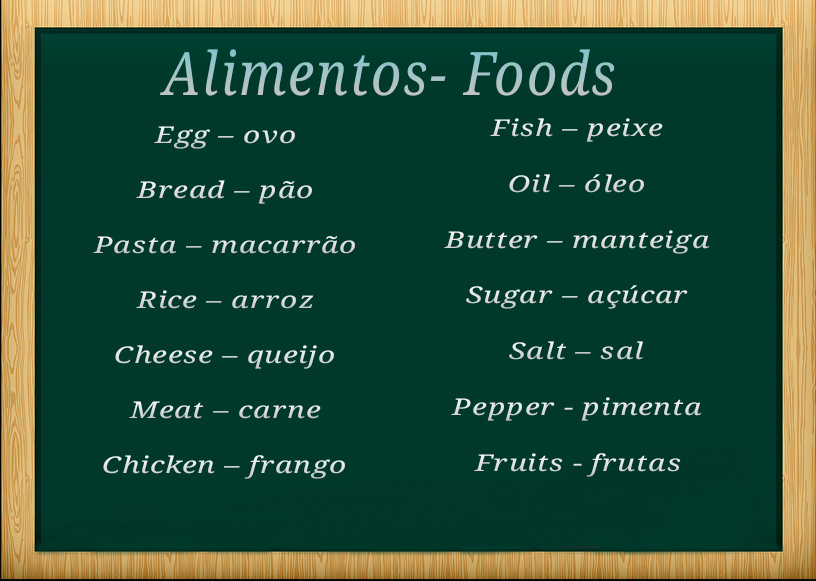 Alimentos- Foods
Egg – ovo
Bread – pão
Pasta – macarrão
Rice – arroz
Cheese – queijo
Meat – carne
Chicken – frango
Fish – peixe
Oil – óleo
Butter – manteiga
Sugar – açúcar
Salt – sal
Pepper - pimenta
Fruits - frutas